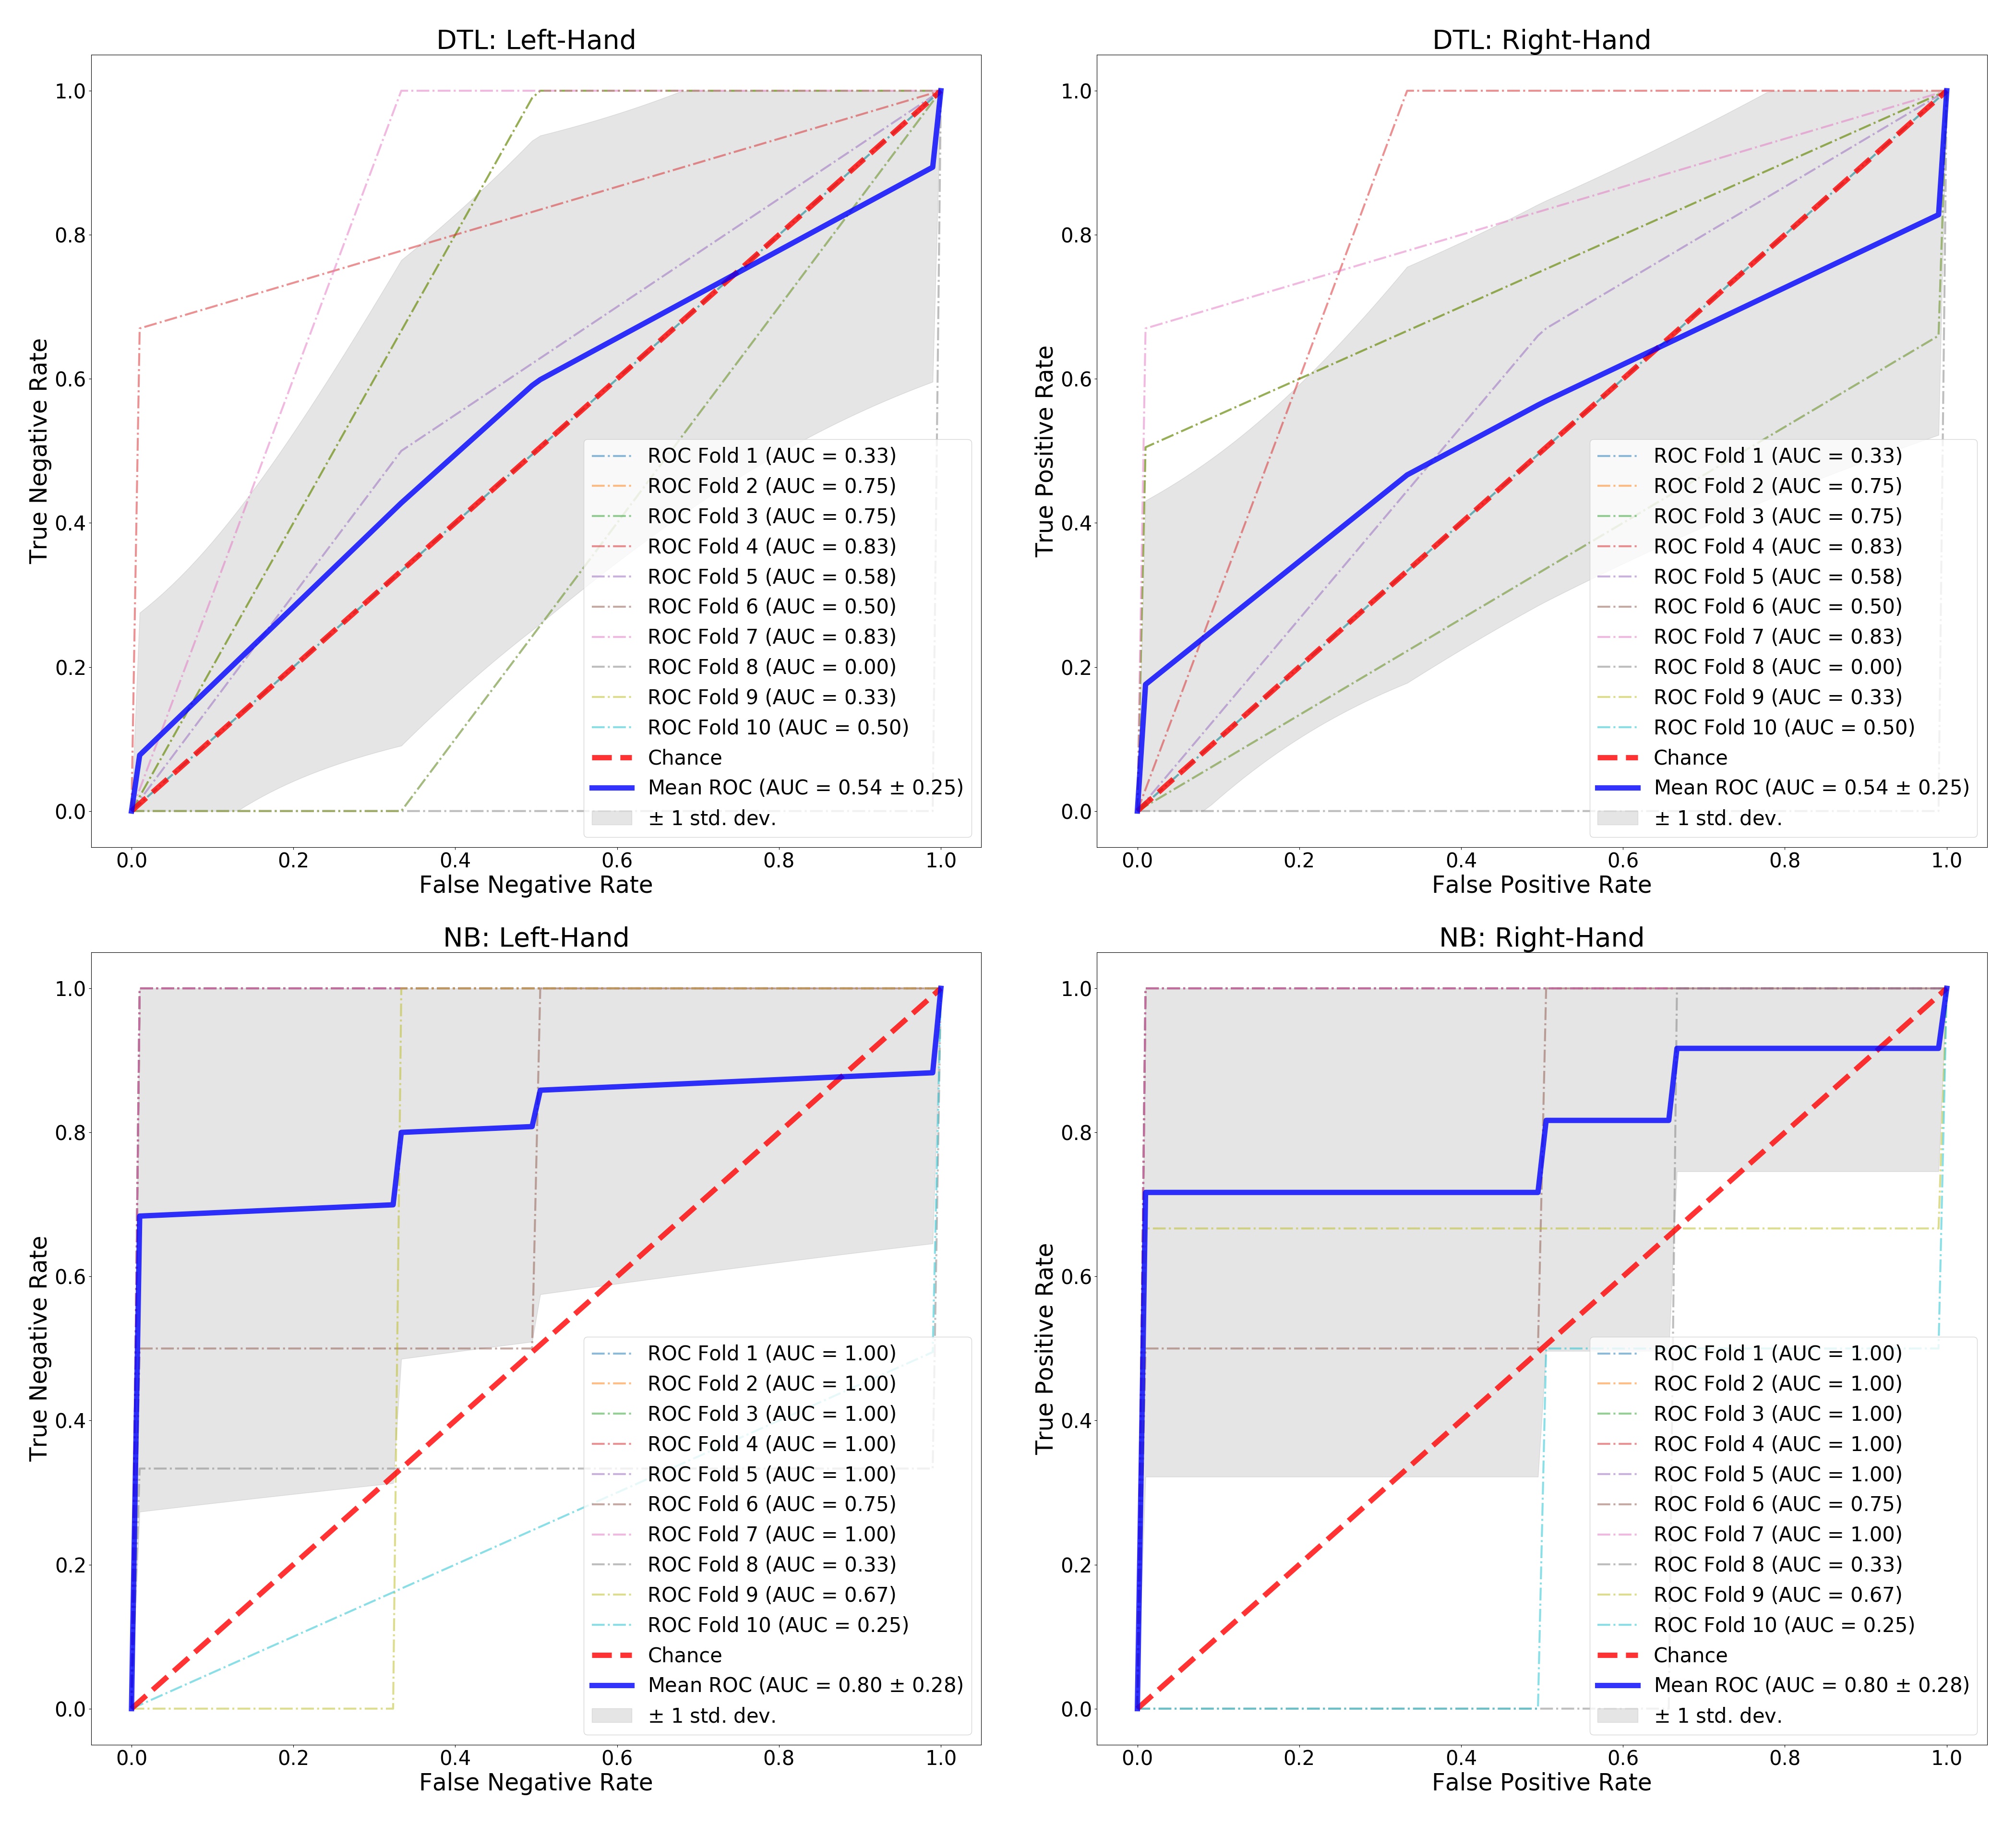 DTL: Left-Hand
True Negative Rate
1.0
0.8
0.6
0.4
0.2
0.0
0.0 0.2 0.4 0.6 0.8 1.0
False Negative Rate
ROC Fold 1 (AUC = 0.33)
ROC Fold 2 (AUC = 0.75)
ROC Fold 3 (AUC = 0.75)
ROC Fold 4 (AUC = 0.83)
ROC Fold 5 (AUC = 0.58)
ROC Fold 6 (AUC = 0.50)
ROC Fold 7 (AUC = 0.83)
ROC Fold 8 (AUC = 0.00)
ROC Fold 9 (AUC = 0.33)
ROC Fold 10 (AUC = 0.50)
Chance
Mean ROC (AUC = 0.54 ± 0.25)
± 1 std. dev.
DTL: Right-Hand
True Positive Rate
1.0
0.8
0.6
0.4
0.2
0.0
0.0 0.2 0.4 0.6 0.8 1.0
False Positive Rate
ROC Fold 1 (AUC = 0.33)
ROC Fold 2 (AUC = 0.75)
ROC Fold 3 (AUC = 0.75)
ROC Fold 4 (AUC = 0.83)
ROC Fold 5 (AUC = 0.58)
ROC Fold 6 (AUC = 0.50)
ROC Fold 7 (AUC = 0.83)
ROC Fold 8 (AUC = 0.00)
ROC Fold 9 (AUC = 0.33)
ROC Fold 10 (AUC = 0.50)
Chance
Mean ROC (AUC = 0.54 ± 0.25)
± 1 std. dev.
NB: Left-Hand
True Negative Rate
1.0
0.8
0.6
0.4
0.2
0.0
0.0 0.2 0.4 0.6 0.8 1.0
False Negative Rate
ROC Fold 1 (AUC = 1.00)
ROC Fold 2 (AUC = 1.00)
ROC Fold 3 (AUC = 1.00)
ROC Fold 4 (AUC = 1.00)
ROC Fold 5 (AUC = 1.00)
ROC Fold 6 (AUC = 0.75)
ROC Fold 7 (AUC = 1.00)
ROC Fold 8 (AUC = 0.33)
ROC Fold 9 (AUC = 0.67)
ROC Fold 10 (AUC = 0.25)
Chance
Mean ROC (AUC = 0.80 ± 0.28)
± 1 std. dev.
NB: Right-Hand
True Positive Rate
1.0
0.8
0.6
0.4
0.2
0.0
0.0 0.2 0.4 0.6 0.8 1.0
False Positive Rate
ROC Fold 1 (AUC = 1.00)
ROC Fold 2 (AUC = 1.00)
ROC Fold 3 (AUC = 1.00)
ROC Fold 4 (AUC = 1.00)
ROC Fold 5 (AUC = 1.00)
ROC Fold 6 (AUC = 0.75)
ROC Fold 7 (AUC = 1.00)
ROC Fold 8 (AUC = 0.33)
ROC Fold 9 (AUC = 0.67)
ROC Fold 10 (AUC = 0.25)
Chance
Mean ROC (AUC = 0.80 ± 0.28)
± 1 std. dev.